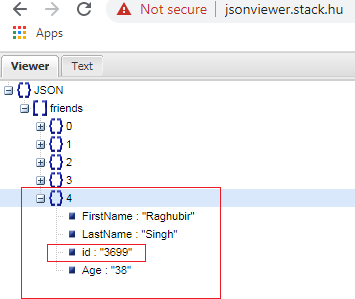 Not secure | jsonviewer.stack.hu
Apps
Viewer Text
JSON
friends
0
1
2
3
4
FirstName : "Raghubir"
LastName : "Singh"
id : "3699"
Age : "38"